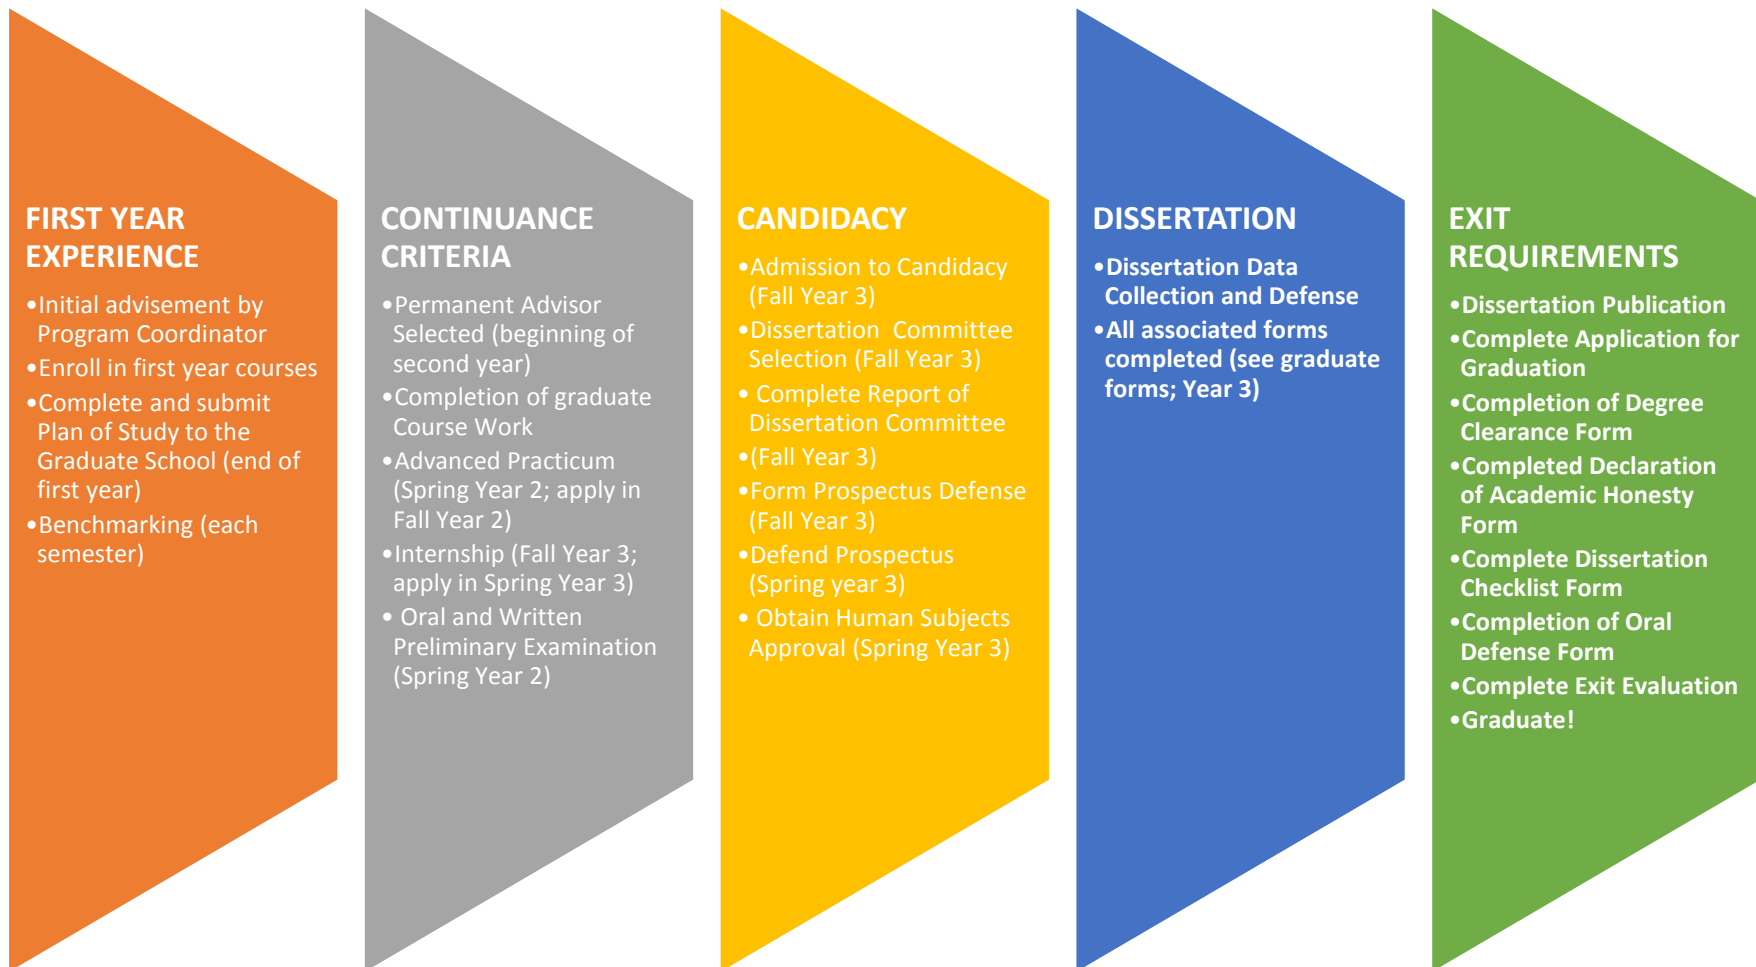 FIRST YEAR
EXPERIENCE
•Initial advisement by
Program Coordinator
•Enroll in first year courses
•Complete and submit
Plan of Study to the
Graduate School (end of
first year)
•Benchmarking (each
semester)
CONTINUANCE
CRITERIA
•Permanent Advisor
Selected (beginning of
second year)
•Completion of graduate
Course Work
•Advanced Practicum
(Spring Year 2; apply in
Fall Year 2)
•Internship (Fall Year 3;
apply in Spring Year 3)
• Oral and Written
Preliminary Examination
(Spring Year 2)
CANDIDACY
•Admission to Candidacy
(Fall Year 3)
•Dissertation  Committee
Selection (Fall Year 3)
• Complete Report of
Dissertation Committee
•(Fall Year 3)
•Form Prospectus Defense
(Fall Year 3)
•Defend Prospectus
(Spring year 3)
• Obtain Human Subjects
Approval (Spring Year 3)
DISSERTATION
•Dissertation Data
Collection and Defense
•All associated forms
completed (see graduate
forms; Year 3)
EXIT
REQUIREMENTS
•Dissertation Publication
•Complete Application for
Graduation
•Completion of Degree
Clearance Form
•Completed Declaration
of Academic Honesty
Form
•Complete Dissertation
Checklist Form
•Completion of Oral
Defense Form
•Complete Exit Evaluation
•Graduate!